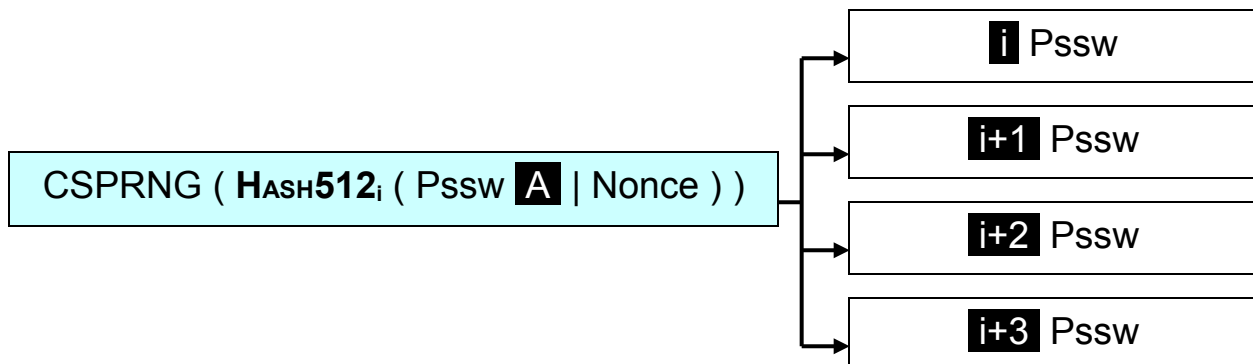 i Pssw
i+1 Pssw
CSPRNG ( HASH512i ( Pssw A | Nonce ) )
i+2 Pssw
i+3 Pssw